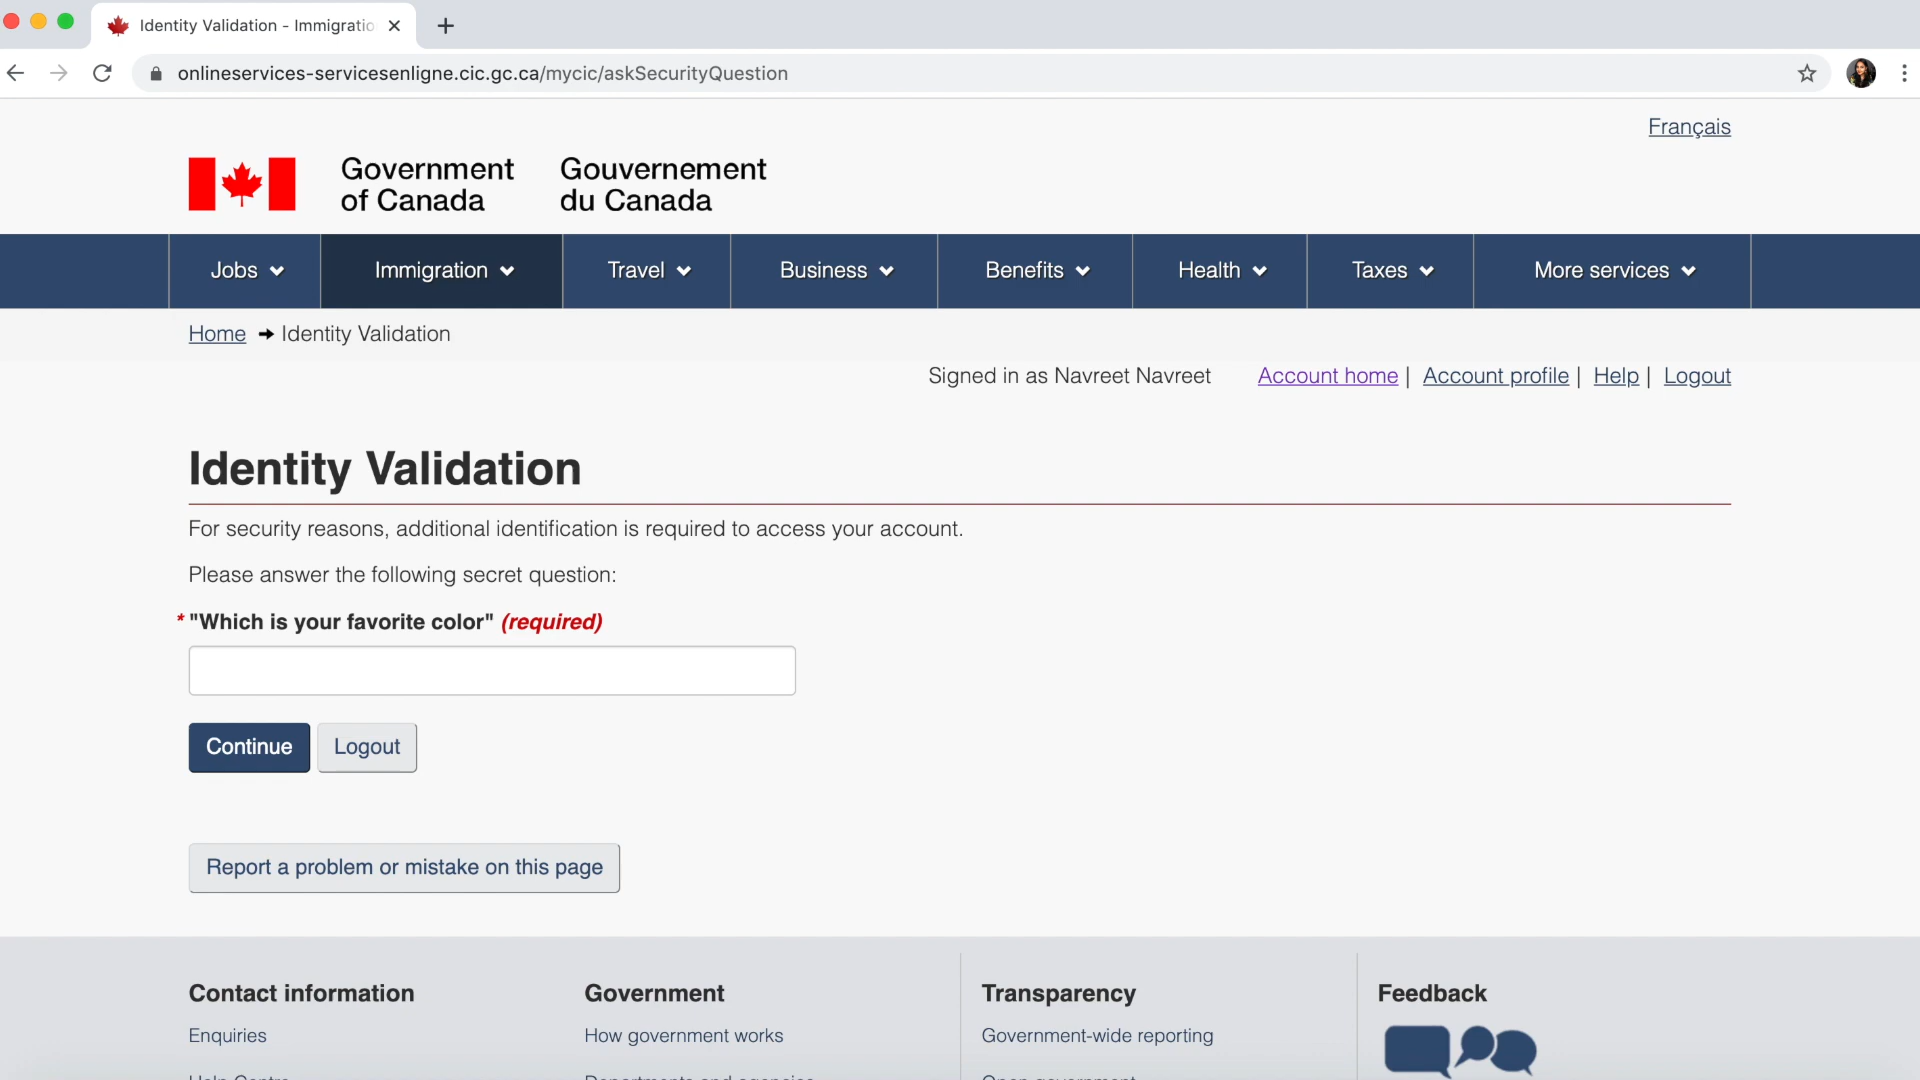 Identity Validation - Immigratio
onlineservices-servicesenligne.cic.gc.ca/mycic/askSecurityQuestion
Français
Government of Canada
Gouvernement du Canada
Jobs Immigration Travel Business Benefits Health Taxes More services
Home Identity Validation
Signed in as Navreet Navreet Account home | Account profile | Help | Logout
Identity Validation
For security reasons, additional identification is required to access your account.
Please answer the following secret question:
* "Which is your favorite color" (required)
Continue Logout
Report a problem or mistake on this page
Contact information Government Transparency Feedback
Enquiries How government works Government-wide reporting